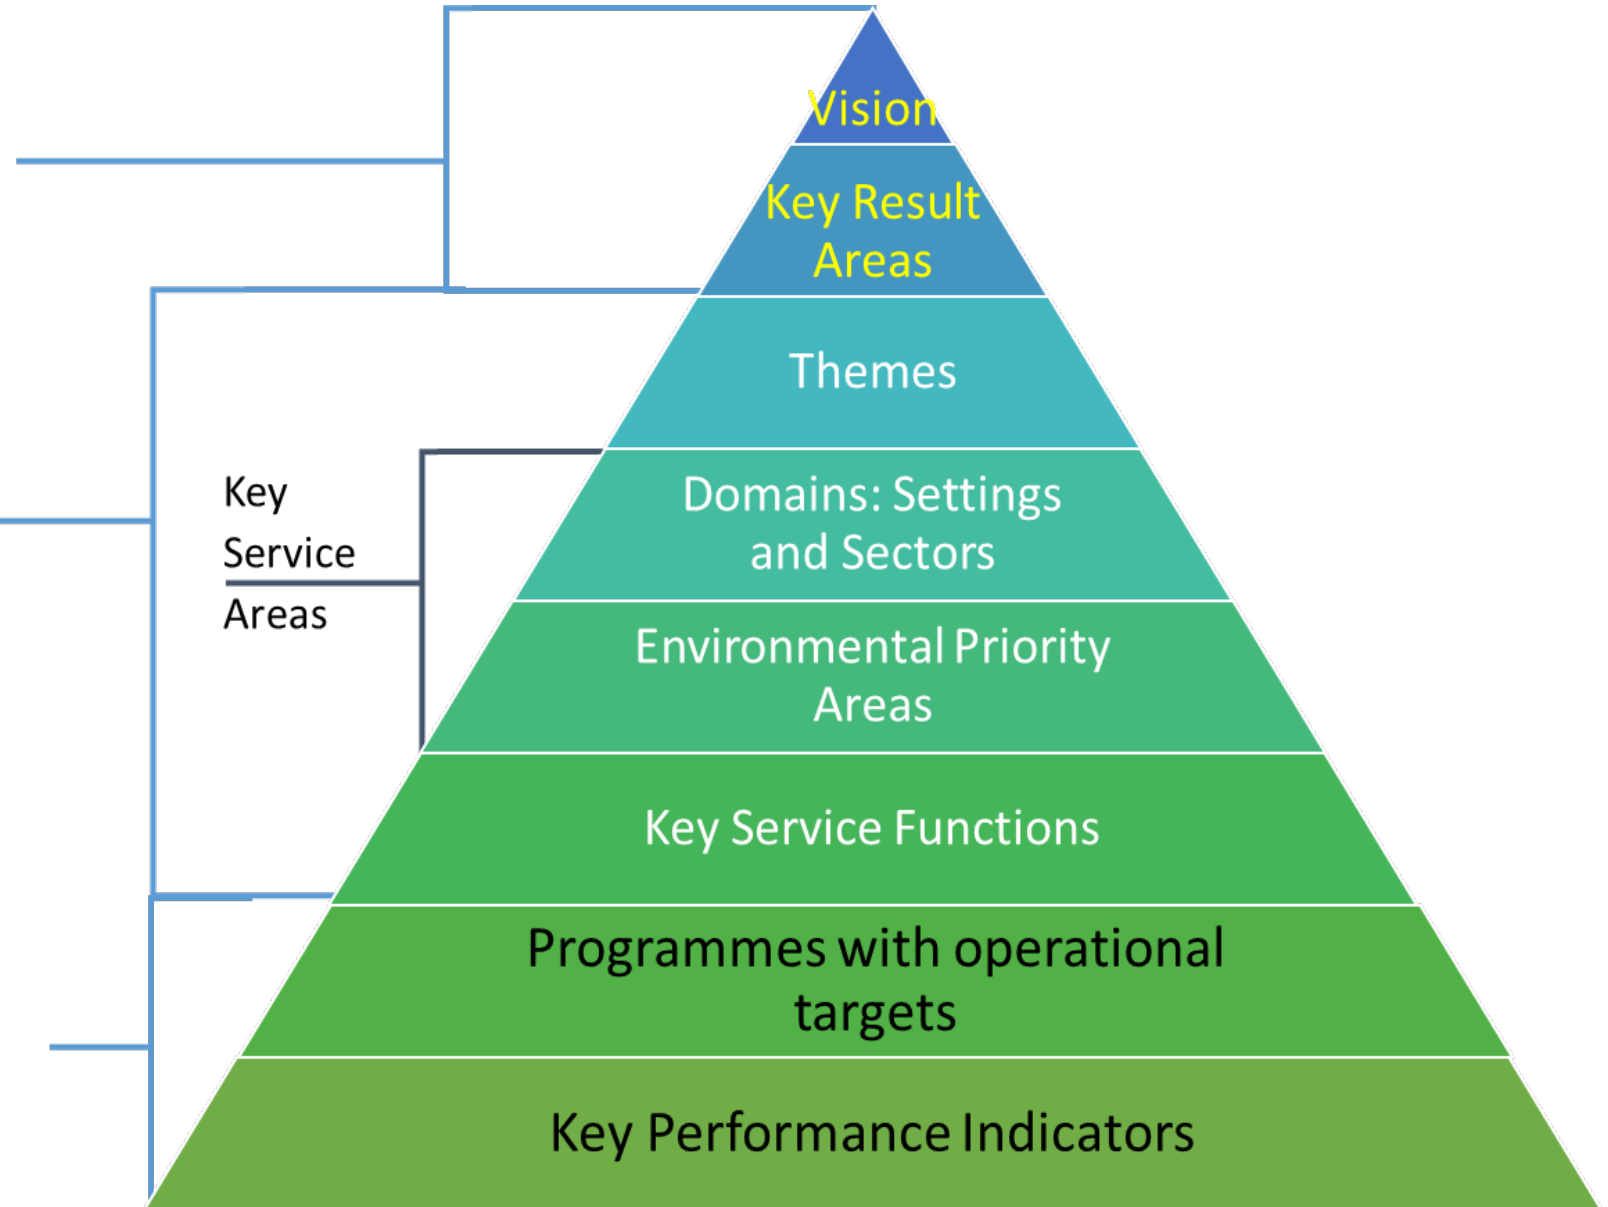 Vision
Key Result
Areas
Themes
Key
Service
Areas
Domains: Settings
and Sectors
Environmental Priority
Areas
Key Service Functions
Programmes with operational
targets
Key Performance Indicators